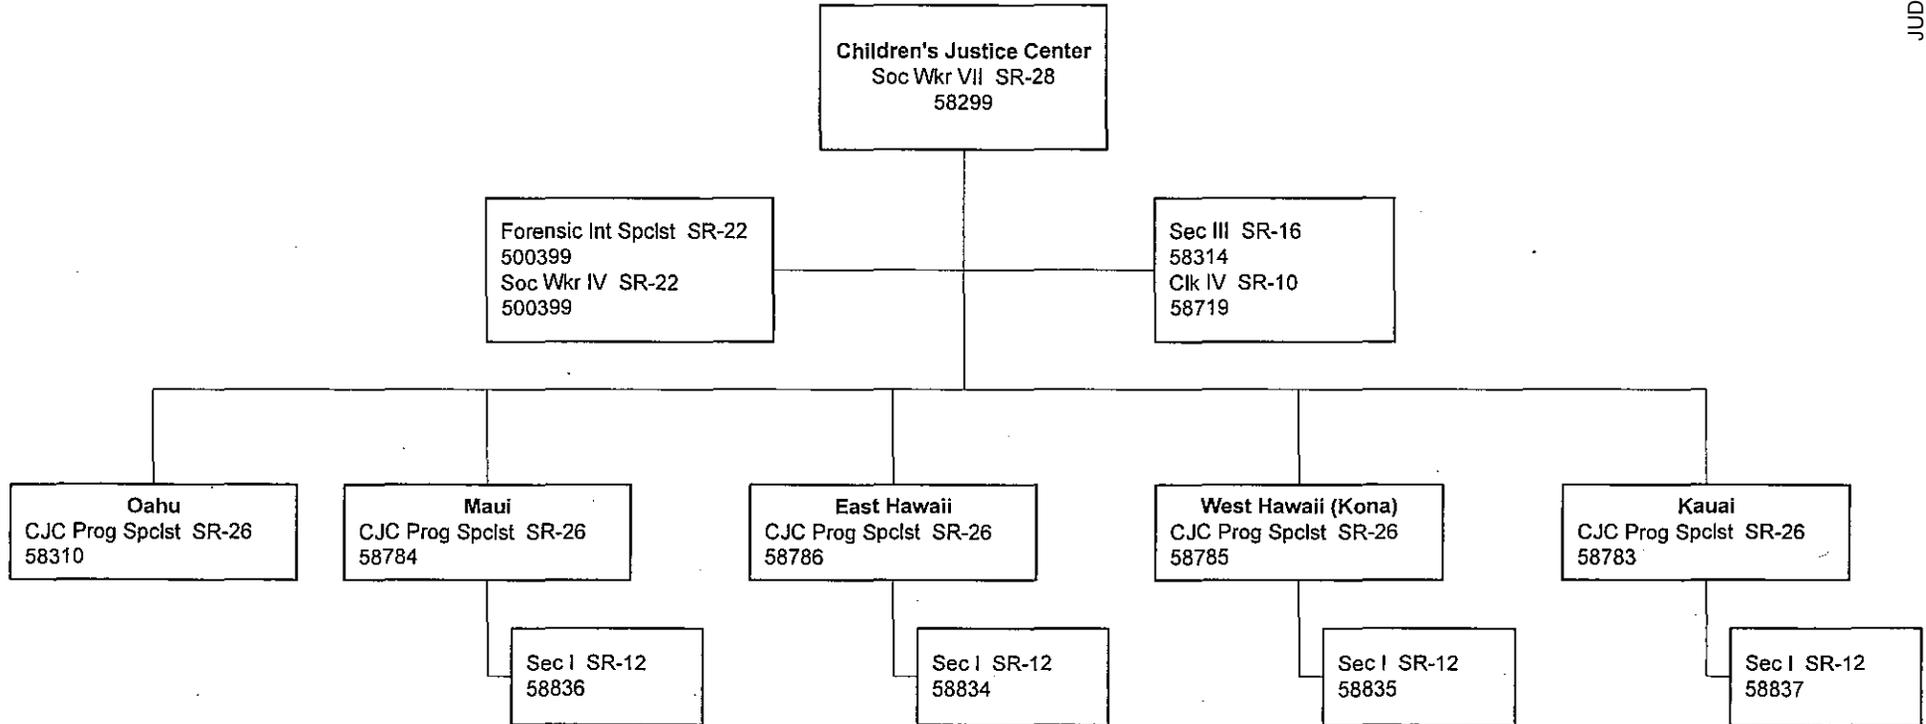 JUD
Children's Justice Center
Soc Wkr VII SR-28
58299
Forensic Int Spclst SR-22
500399
Soc Wkr IV SR-22
500399
Sec III SR-16
58314
Clk IV SR-10
58719
Oahu
CJC Prog Spclst SR-26
58310
Maui
CJC Prog Spclst SR-26
58784
East Hawaii
CJC Prog Spclst SR-26
58786
West Hawaii (Kona)
CJC Prog Spclst SR-26
58785
Kauai
CJC Prog Spclst SR-26
58783
Sec I SR-12
58836
Sec I SR-12
58834
Sec I SR-12
58835
Sec I SR-12
58837